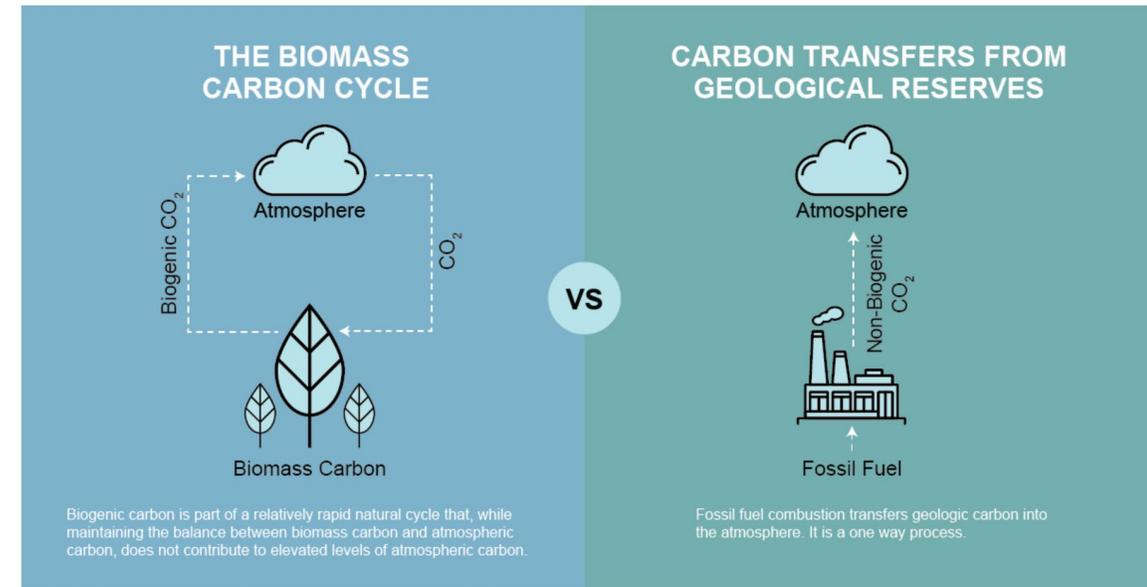 THE BIOMASS
CARBON CYCLE
Atmosphere
Biogenic CO₂
CO₂
Biomass Carbon
Biogenic carbon is part of a relatively rapid natural cycle that, while
maintaining the balance between biomass carbon and atmospheric
carbon, does not contribute to elevated levels of atmospheric carbon.
VS
CARBON TRANSFERS FROM
GEOLOGICAL RESERVES
Atmosphere
Non-Biogenic
CO₂
Fossil Fuel
Fossil fuel combustion transfers geologic carbon into
the atmosphere. It is a one way process.